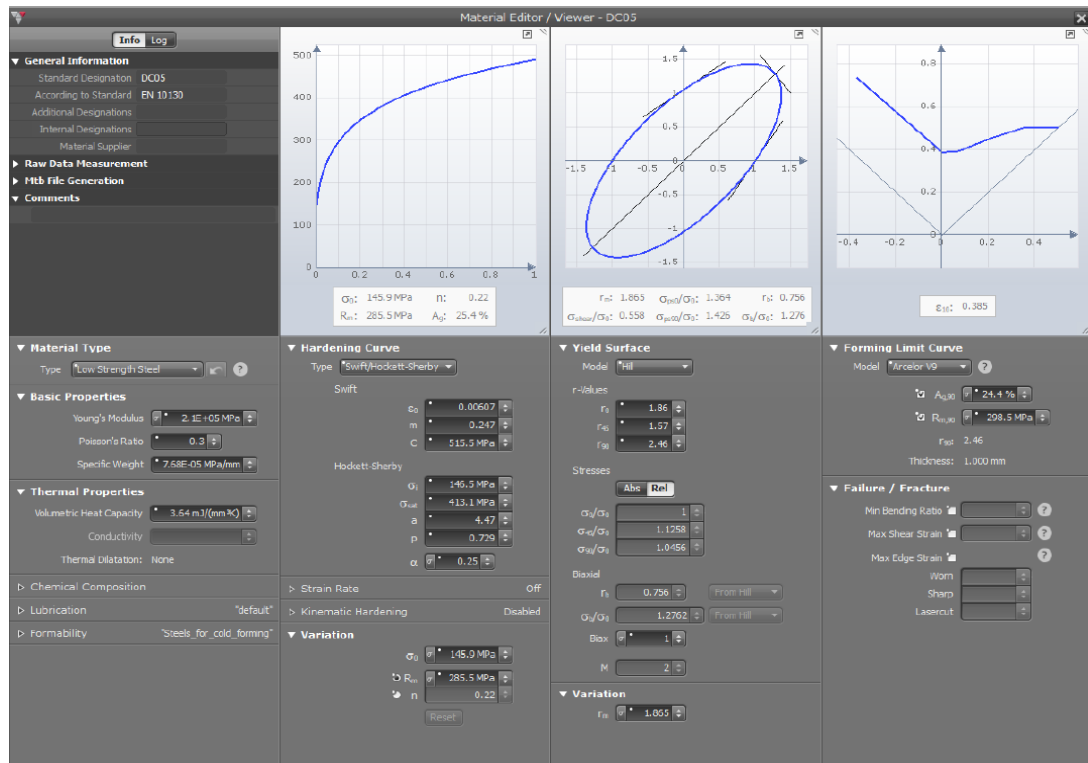 Material Editor / Viewer - DC05
Info Log
General Information
Standard Designation DC05
According to Standard EN 10130
Additional Designations
Internal Designations
Material Supplier
Raw Data Measurement
Mtb File Generation
Comments
500
400
300
200
100
0
0 0.2 0.4 0.6 0.8 1
σ₀: 145.9 MPa n: 0.22
Rₘ: 285.5 MPa A₉: 25.4 %
1.5
1
0.5
0
-1.5 -1 -0.5 0 0.5 1 1.5
-0.5
-1
-1.5
rₘ: 1.865 σps0/σ₀: 1.364 r_b: 0.756
σshear/σ₀: 0.558 σps90/σ₀: 1.426 σ_b/σ₀: 1.276
0.8
0.6
0.4
0.2
0
-0.4 -0.2 0 0.2 0.4
0.385
Material Type
Type Low Strength Steel ?
Basic Properties
Young's Modulus σ 2.1E+05 MPa
Poisson's Ratio 0.3
Specific Weight 7.68E-05 MPa/mm
Thermal Properties
Volumetric Heat Capacity 3.64 mJ/(mm³K)
Conductivity
Thermal Dilatation: None
Chemical Composition
Lubrication "default"
Formability "Steels_for_cold_forming"
Hardening Curve
Type Swift/Hockett-Sherby
Swift
ε₀ 0.00607
m 0.247
C 515.5 MPa
Hockett-Sherby
σᵢ 146.5 MPa
σsat 413.1 MPa
a 4.47
p 0.729
α σ 0.25
Strain Rate Off
Kinematic Hardening Disabled
Variation
σ₀ σ 145.9 MPa
Rₘ σ 285.5 MPa
n 0.22
Reset
Yield Surface
Model Hill
r-Values
r₀ 1.86
r₄₅ 1.57
r₉₀ 2.46
Stresses
Abs Rel
σ₀/σ₀ 1
σ₄₅/σ₀ 1.1258
σ₉₀/σ₀ 1.0456
Biaxial
r_b 0.756 From Hill
σ_b/σ₀ 1.2762 From Hill
Biax σ 1
M 2
Variation
rₘ σ 1.865
Forming Limit Curve
Model Arcelor V9 ?
Ag,90 σ 24.4 %
Rm,90 σ 298.5 MPa
r₉₀: 2.46
Thickness: 1.000 mm
Failure / Fracture
Min Bending Ratio ?
Max Shear Strain ?
Max Edge Strain ?
Worn
Sharp
Lasercut